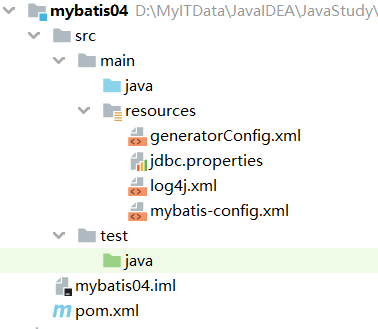 mybatis04 D:\MyITData\JavaIDEA\JavaStudy\
src
main
java
resources
generatorConfig.xml
jdbc.properties
log4j.xml
mybatis-config.xml
test
java
mybatis04.iml
pom.xml